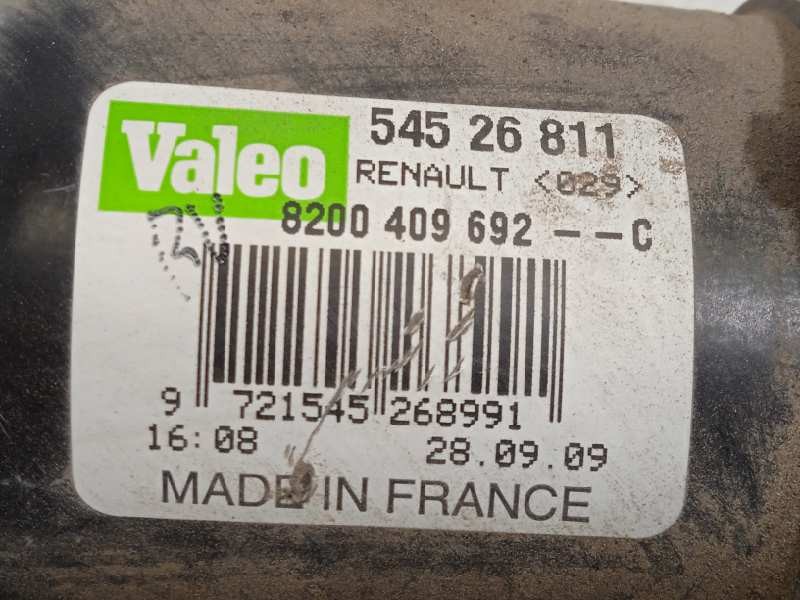 Valeo
545 26 811
RENAULT <029>
8200 409 692 --C
9 721545 268991
16:08 28.09.09
MADE IN FRANCE